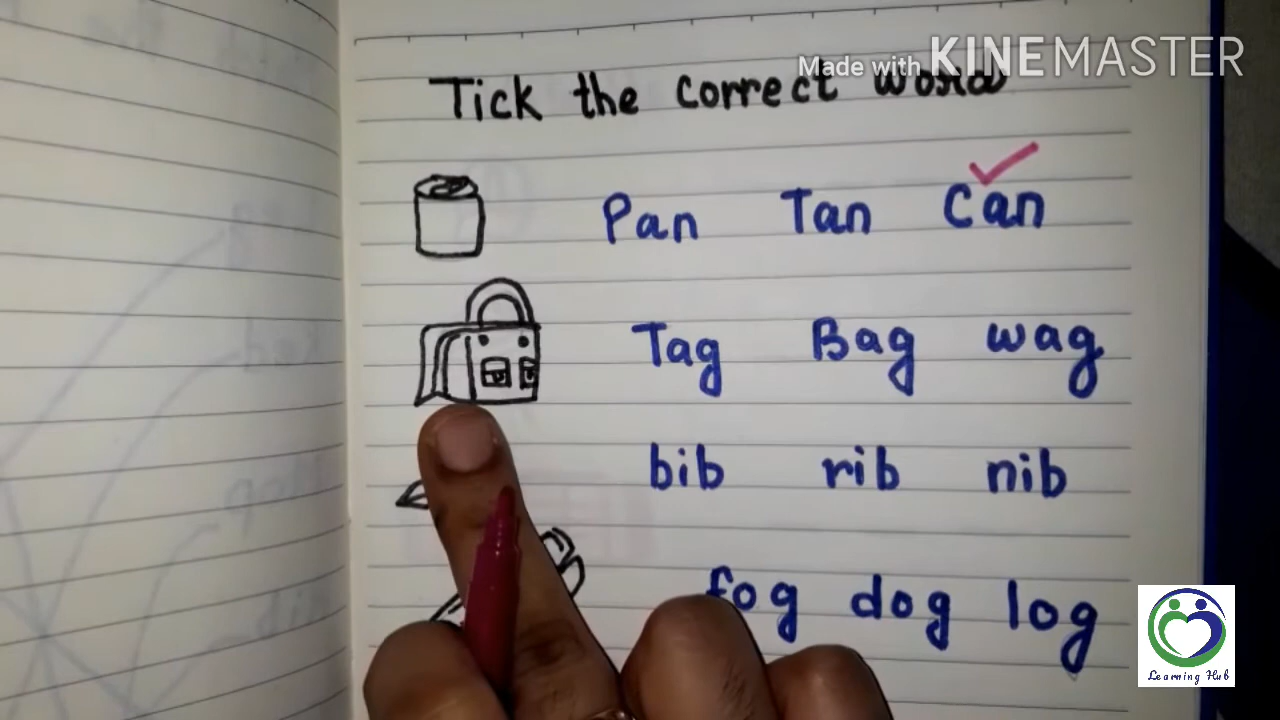 Made with KINEMASTER
Tick the correct word
Pan Tan Can
Tag Bag wag
bib rib nib
fog dog log
Learning Hub